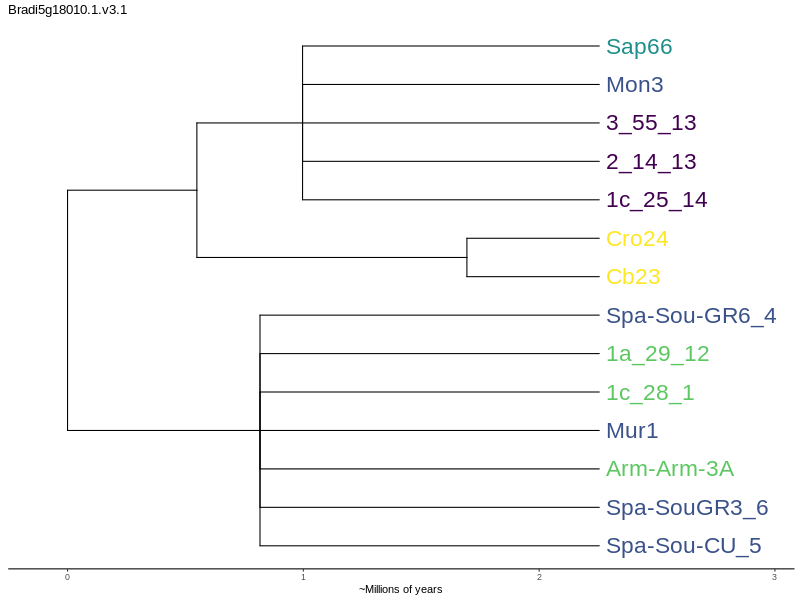 Bradi5g18010.1.v3.1
Sap66
Mon3
3_55_13
2_14_13
1c_25_14
Cro24
Cb23
Spa-Sou-GR6_4
1a_29_12
1c_28_1
Mur1
Arm-Arm-3A
Spa-SouGR3_6
Spa-Sou-CU_5
0 1 2 3
~Millions of years